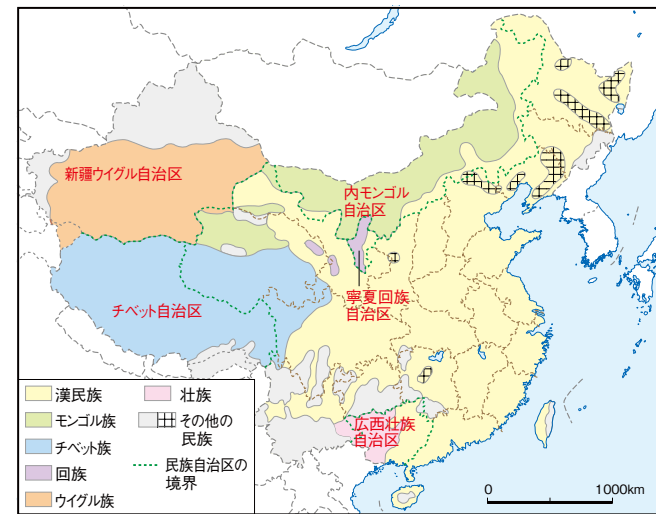 新疆ウイグル自治区
内モンゴル
自治区
チベット自治区
寧夏回族
自治区
広西壮族
自治区
漢民族
モンゴル族
チベット族
回族
ウイグル族
壮族
その他の
民族
民族自治区の
境界
0 1000km